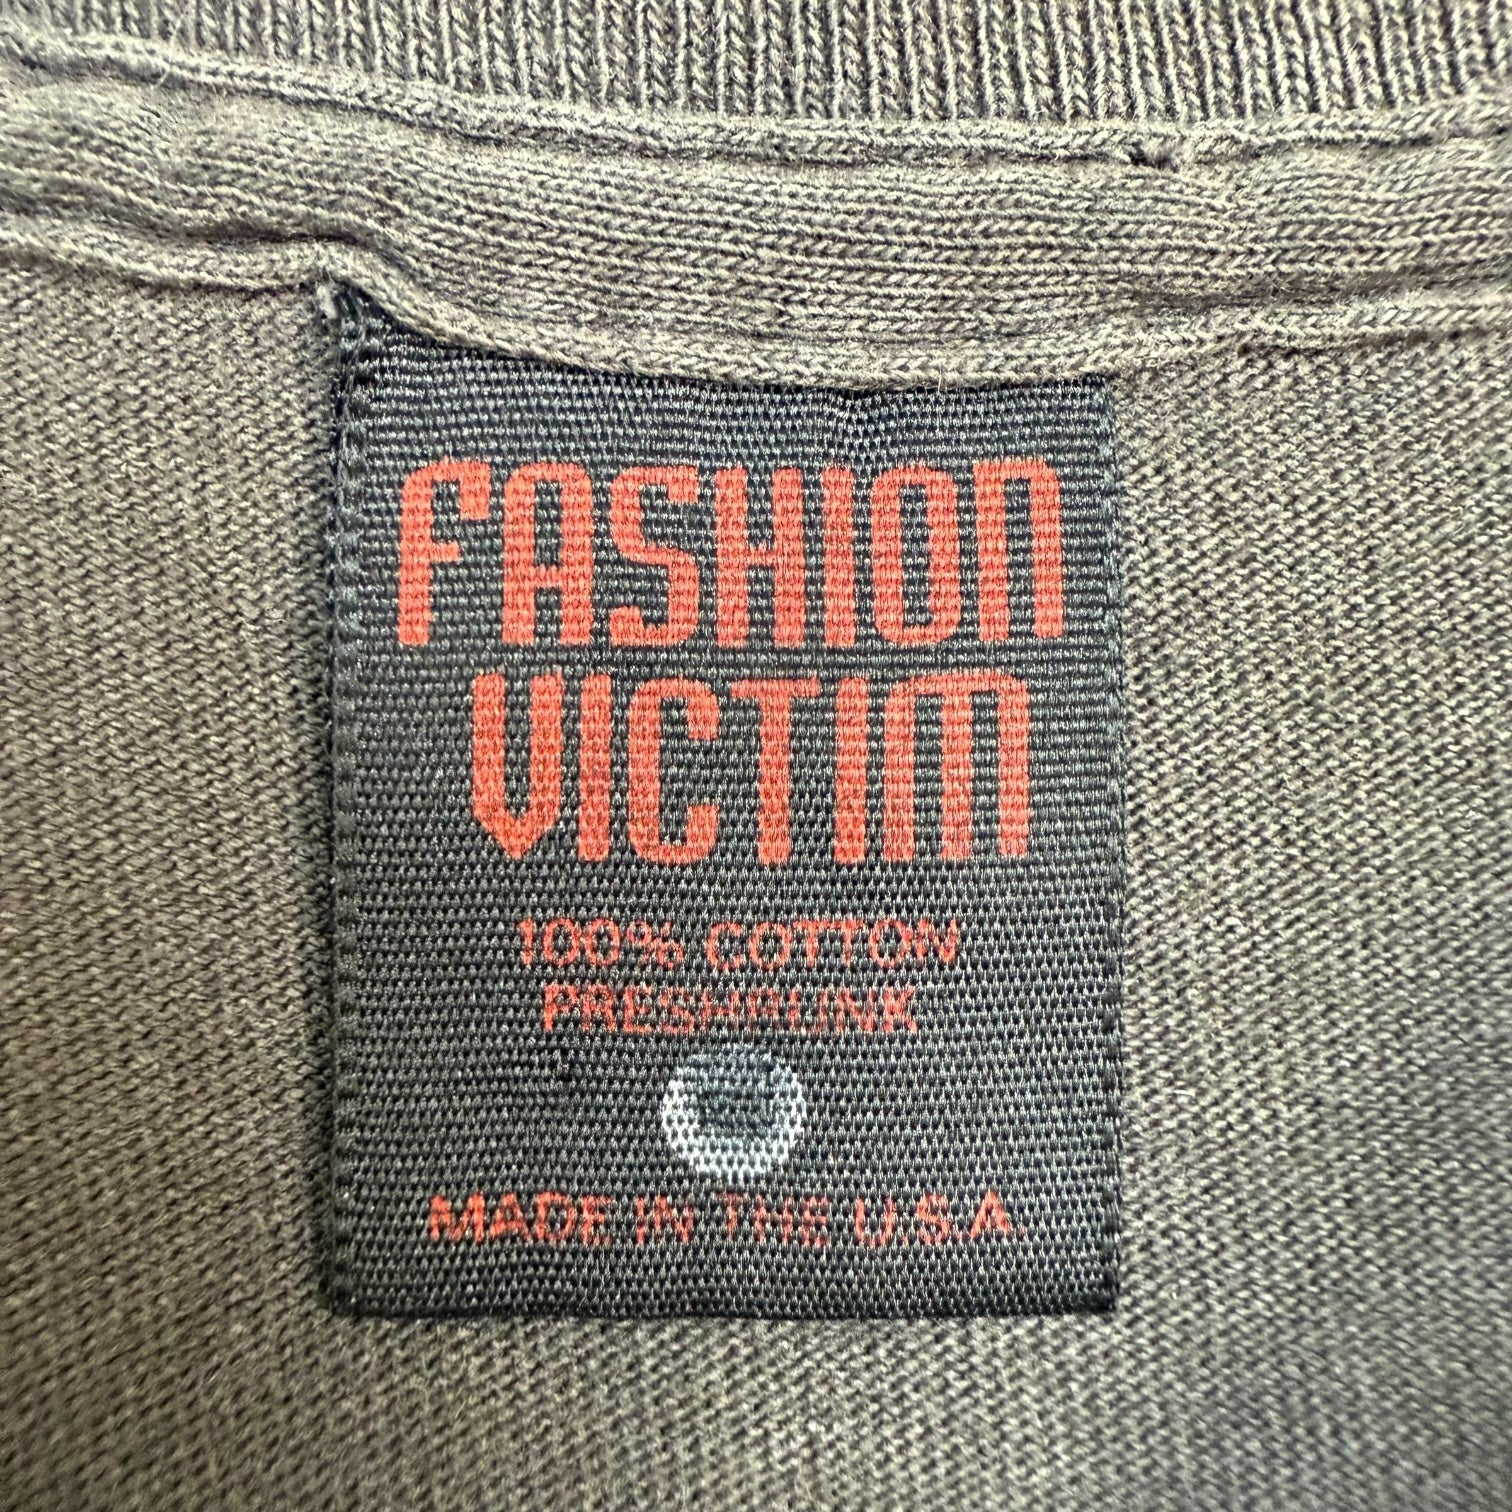 FASHION
VICTIM
100% COTTON
PRESHRUNK
MADE IN THE U.S.A